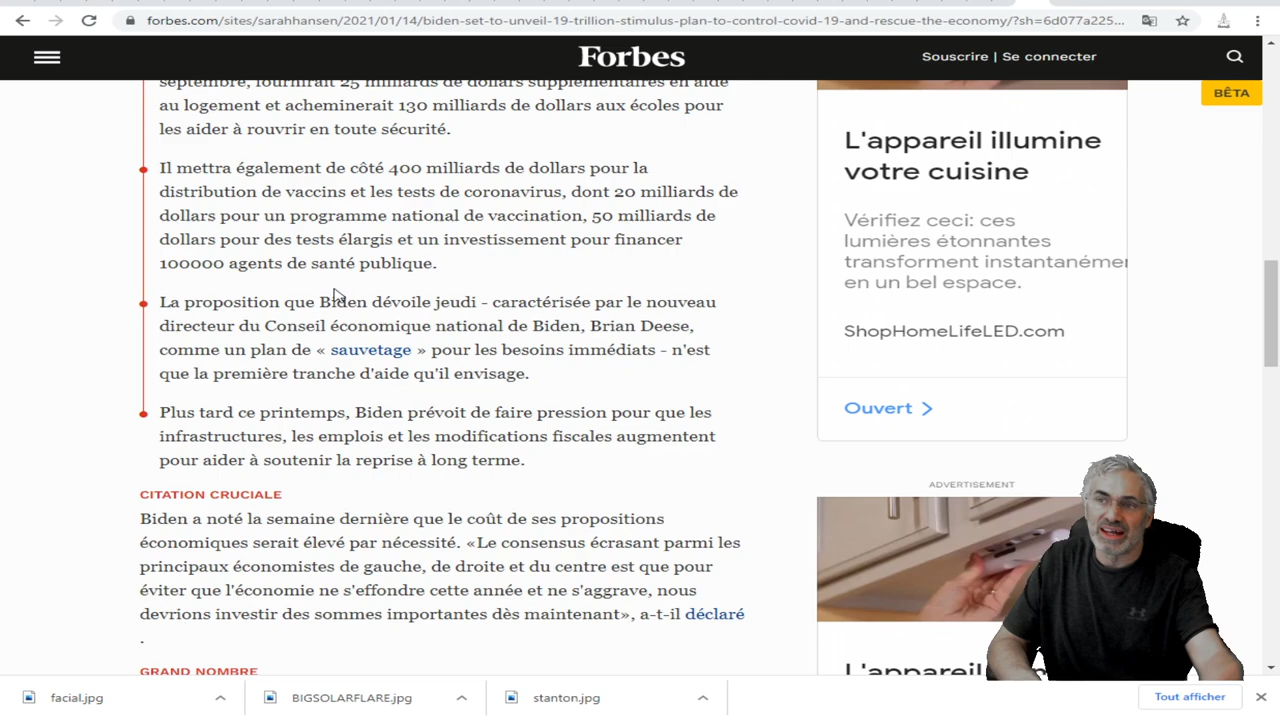 forbes.com/sites/sarahhansen/2021/01/14/biden-set-to-unveil-19-trillion-stimulus-plan-to-control-covid-19-and-rescue-the-economy/?sh=6d077a225...
Forbes
Souscrire | Se connecter
BÊTA
septembre, fournirait 25 milliards de dollars supplémentaires en aide
au logement et acheminerait 130 milliards de dollars aux écoles pour
les aider à rouvrir en toute sécurité.
Il mettra également de côté 400 milliards de dollars pour la
distribution de vaccins et les tests de coronavirus, dont 20 milliards de
dollars pour un programme national de vaccination, 50 milliards de
dollars pour des tests élargis et un investissement pour financer
100000 agents de santé publique.
La proposition que Biden dévoile jeudi - caractérisée par le nouveau
directeur du Conseil économique national de Biden, Brian Deese,
comme un plan de « sauvetage » pour les besoins immédiats - n'est
que la première tranche d'aide qu'il envisage.
Plus tard ce printemps, Biden prévoit de faire pression pour que les
infrastructures, les emplois et les modifications fiscales augmentent
pour aider à soutenir la reprise à long terme.
CITATION CRUCIALE
Biden a noté la semaine dernière que le coût de ses propositions
économiques serait élevé par nécessité. «Le consensus écrasant parmi les
principaux économistes de gauche, de droite et du centre est que pour
éviter que l'économie ne s'effondre cette année et ne s'aggrave, nous
devrions investir des sommes importantes dès maintenant», a-t-il déclaré
.
GRAND NOMBRE
L'appareil illumine
votre cuisine
Vérifiez ceci: ces
lumières étonnantes
transforment instantanémen
en un bel espace.
ShopHomeLifeLED.com
Ouvert
ADVERTISEMENT
L'appareil
facial.jpg
BIGSOLARFLARE.jpg
stanton.jpg
Tout afficher